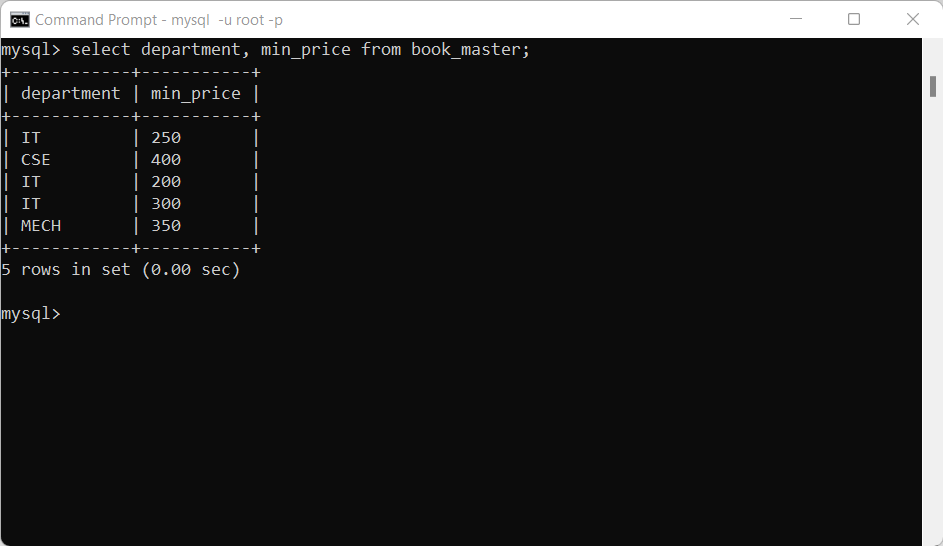 Command Prompt - mysql  -u root -p
mysql> select department, min_price from book_master;
+------------+-----------+
| department | min_price |
+------------+-----------+
| IT         | 250       |
| CSE        | 400       |
| IT         | 200       |
| IT         | 300       |
| MECH       | 350       |
+------------+-----------+
5 rows in set (0.00 sec)

mysql>